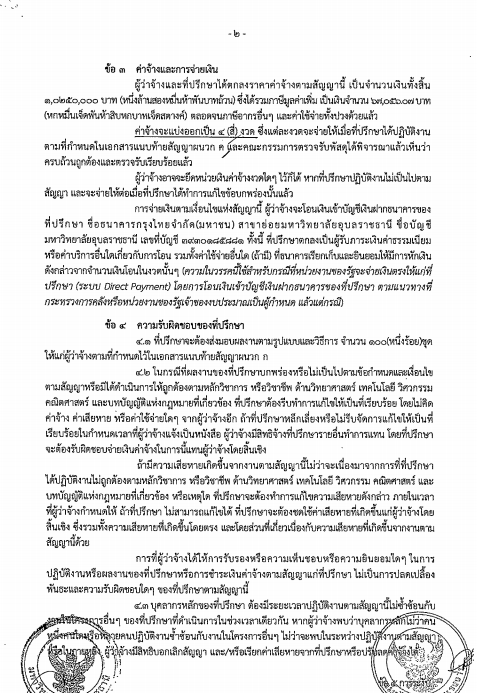 - ๒ -
ข้อ ๓ ค่าจ้างและการจ่ายเงิน
ผู้ว่าจ้างและที่ปรึกษาได้ตกลงราคาค่าจ้างตามสัญญานี้ เป็นจำนวนเงินทั้งสิ้น
๑,๐๒๕๐,๐๐๐ บาท (หนึ่งล้านสองหมื่นห้าพันบาทถ้วน) ซึ่งได้รวมภาษีมูลค่าเพิ่ม เป็นเงินจำนวน ๖๗,๐๕๖.๐๗ บาท
(หกหมื่นเจ็ดพันห้าสิบหกบาทเจ็ดสตางค์) ตลอดจนภาษีอากรอื่นๆ และค่าใช้จ่ายทั้งปวงด้วยแล้ว
ค่าจ้างจะแบ่งออกเป็น ๔ (สี่) งวด ซึ่งแต่ละงวดจะจ่ายให้เมื่อที่ปรึกษาได้ปฏิบัติงาน
ตามที่กำหนดในเอกสารแนบท้ายสัญญาผนวก ค และคณะกรรมการตรวจรับพัสดุได้พิจารณาแล้วเห็นว่า
ครบถ้วนถูกต้องและตรวจรับเรียบร้อยแล้ว
ผู้ว่าจ้างอาจจะยึดหน่วยเงินค่าจ้างงวดใดๆ ไว้ก็ได้ หากที่ปรึกษาปฏิบัติงานไม่เป็นไปตาม
สัญญา และจะจ่ายให้ต่อเมื่อที่ปรึกษาได้ทำการแก้ไขข้อบกพร่องนั้นแล้ว
การจ่ายเงินตามเงื่อนไขแห่งสัญญานี้ ผู้ว่าจ้างจะโอนเงินเข้าบัญชีเงินฝากธนาคารของ
ที่ปรึกษา ชื่อธนาคารกรุงไทยจำกัด(มหาชน) สาขาย่อยมหาวิทยาลัยอุบลราชธานี ชื่อบัญชี
มหาวิทยาลัยอุบลราชธานี เลขที่บัญชี ทั้งนี้ ที่ปรึกษาตกลงเป็นผู้รับภาระเงินค่าธรรมเนียม
หรือค่าบริการอื่นใดเกี่ยวกับการโอน รวมทั้งค่าใช้จ่ายอื่นใด (ถ้ามี) ที่ธนาคารเรียกเก็บและยินยอมให้มีการหักเงิน
ดังกล่าวจากจำนวนเงินโอนในงวดนั้นๆ (ความในวรรคนี้ใช้สำหรับกรณีที่หน่วยงานของรัฐจะจ่ายเงินตรงให้แก่ที่
ปรึกษา (ระบบ Direct Payment) โดยการโอนเงินเข้าบัญชีเงินฝากธนาคารของที่ปรึกษา ตามแนวทางที่
กระทรวงการคลังหรือหน่วยงานของรัฐเจ้าของงบประมาณเป็นผู้กำหนด แล้วแต่กรณี)
ข้อ ๔ ความรับผิดชอบของที่ปรึกษา
๔.๑ ที่ปรึกษาจะต้องส่งมอบผลงานตามรูปแบบและวิธีการ จำนวน ๑๐๐(หนึ่งร้อย)ชุด
ให้แก่ผู้ว่าจ้างตามที่กำหนดไว้ในเอกสารแนบท้ายสัญญาผนวก ก
๔.๒ ในกรณีที่ผลงานของที่ปรึกษาบกพร่องหรือไม่เป็นไปตามข้อกำหนดและเงื่อนไข
ตามสัญญาหรือมิได้ดำเนินการให้ถูกต้องตามหลักวิชาการ หรือวิชาชีพ ด้านวิทยาศาสตร์ เทคโนโลยี วิศวกรรม
คณิตศาสตร์ และบทบัญญัติแห่งกฎหมายที่เกี่ยวข้อง ที่ปรึกษาต้องรีบทำการแก้ไขให้เป็นที่เรียบร้อย โดยไม่คิด
ค่าจ้าง ค่าเสียหาย หรือค่าใช้จ่ายใดๆ จากผู้ว่าจ้างอีก ถ้าที่ปรึกษาหลีกเลี่ยงหรือไม่รีบจัดการแก้ไขให้เป็นที่
เรียบร้อยในกำหนดเวลาที่ผู้ว่าจ้างแจ้งเป็นหนังสือ ผู้ว่าจ้างมีสิทธิจ้างที่ปรึกษารายอื่นทำการแทน โดยที่ปรึกษา
จะต้องรับผิดชอบจ่ายเงินค่าจ้างในการนี้แทนผู้ว่าจ้างโดยสิ้นเชิง
ถ้ามีความเสียหายเกิดขึ้นจากงานตามสัญญานี้ไม่ว่าจะเนื่องมาจากการที่ที่ปรึกษา
ได้ปฏิบัติงานไม่ถูกต้องตามหลักวิชาการ หรือวิชาชีพ ด้านวิทยาศาสตร์ เทคโนโลยี วิศวกรรม คณิตศาสตร์ และ
บทบัญญัติแห่งกฎหมายที่เกี่ยวข้อง หรือเหตุใด ที่ปรึกษาจะต้องทำการแก้ไขความเสียหายดังกล่าว ภายในเวลา
ที่ผู้ว่าจ้างกำหนดให้ ถ้าที่ปรึกษา ไม่สามารถแก้ไขได้ ที่ปรึกษาจะต้องชดใช้ค่าเสียหายที่เกิดขึ้นแก่ผู้ว่าจ้างโดย
สิ้นเชิง ซึ่งรวมทั้งความเสียหายที่เกิดขึ้นโดยตรง และโดยส่วนที่เกี่ยวเนื่องกับความเสียหายที่เกิดขึ้นจากงานตาม
สัญญานี้ด้วย
การที่ผู้ว่าจ้างได้ให้การรับรองหรือความเห็นชอบหรือความยินยอมใดๆ ในการ
ปฏิบัติงานหรือผลงานของที่ปรึกษาหรือการชำระเงินค่าจ้างตามสัญญาแก่ที่ปรึกษา ไม่เป็นการปลดเปลื้อง
พันธะและความรับผิดชอบใดๆ ของที่ปรึกษาตามสัญญานี้
๔.๓ บุคลากรหลักของที่ปรึกษา ต้องมีระยะเวลาปฏิบัติงานตามสัญญานี้ไม่ซ้ำซ้อนกับ
งานในโครงการอื่นๆ ของที่ปรึกษาที่ดำเนินการในช่วงเวลาเดียวกัน หากผู้ว่าจ้างพบว่าบุคลากรหลักไม่ว่าคน
หนึ่งคนใดหรือหลายคนปฏิบัติงานซ้ำซ้อนกับงานในโครงการอื่นๆ ไม่ว่าจะพบในระหว่างปฏิบัติงานตามสัญญา
ผู้ว่าจ้างมีสิทธิบอกเลิกสัญญา และ/หรือเรียกค่าเสียหายจากที่ปรึกษาหรือปรับลดค่าจ้างได้